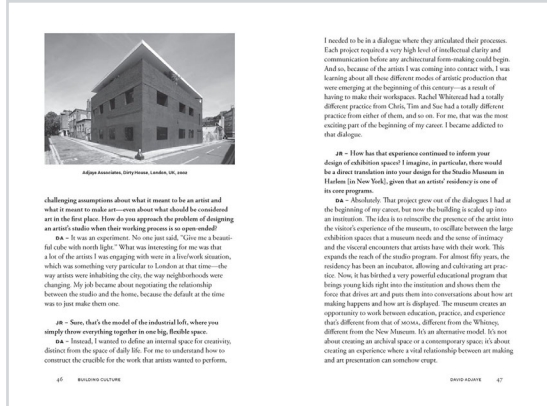 Adjaye Associates, Dirty House, London, UK, 2002
challenging assumptions about what it meant to be an artist and
what it meant to make art—even about what should be considered
art in the first place. How do you approach the problem of designing
an artist's studio when their working process is so open-ended?
DA – It was an experiment. No one just said, "Give me a beauti-
ful cube with north light." What was interesting for me was that
a lot of the artists I was engaging with were in a live/work situation,
which was something very particular to London at that time—the
way artists were inhabiting the city, the way neighborhoods were
changing. My job became about negotiating the relationship
between the studio and the home, because the default at the time
was to just make them one.
JR – Sure, that's the model of the industrial loft, where you
simply throw everything together in one big, flexible space.
DA – Instead, I wanted to define an internal space for creativity,
distinct from the space of daily life. For me to understand how to
construct the crucible for the work that artists wanted to perform,
46 BUILDING CULTURE
I needed to be in a dialogue where they articulated their processes.
Each project required a very high level of intellectual clarity and
communication before any architectural form-making could begin.
And so, because of the artists I was coming into contact with, I was
learning about all these different modes of artistic production that
were emerging at the beginning of this century—as a result of
having to make their workspaces. Rachel Whiteread had a totally
different practice from Chris, Tim and Sue had a totally different
practice from either of them, and so on. For me, that was the most
exciting part of the beginning of my career. I became addicted to
that dialogue.
JR – How has that experience continued to inform your
design of exhibition spaces? I imagine, in particular, there would
be a direct translation into your design for the Studio Museum in
Harlem [in New York], given that an artists' residency is one of
its core programs.
DA – Absolutely. That project grew out of the dialogues I had at
the beginning of my career, but now the building is scaled up into
an institution. The idea is to reinscribe the presence of the artist into
the visitor's experience of the museum, to oscillate between the large
exhibition spaces that a museum needs and the sense of intimacy
and the visceral encounters that artists have with their work. This
expands the reach of the studio program. For almost fifty years, the
residency has been an incubator, allowing and cultivating art prac-
tice. Now, it has birthed a very powerful educational program that
brings young kids right into the institution and shows them the
force that drives art and puts them into conversations about how art
making happens and how art is displayed. The museum creates an
opportunity to work between education, practice, and experience
that's different from that of MOMA, different from the Whitney,
different from the New Museum. It's an alternative model. It's not
about creating an archival space or a contemporary space; it's about
creating an experience where a vital relationship between art making
and art presentation can somehow erupt.
DAVID ADJAYE 47